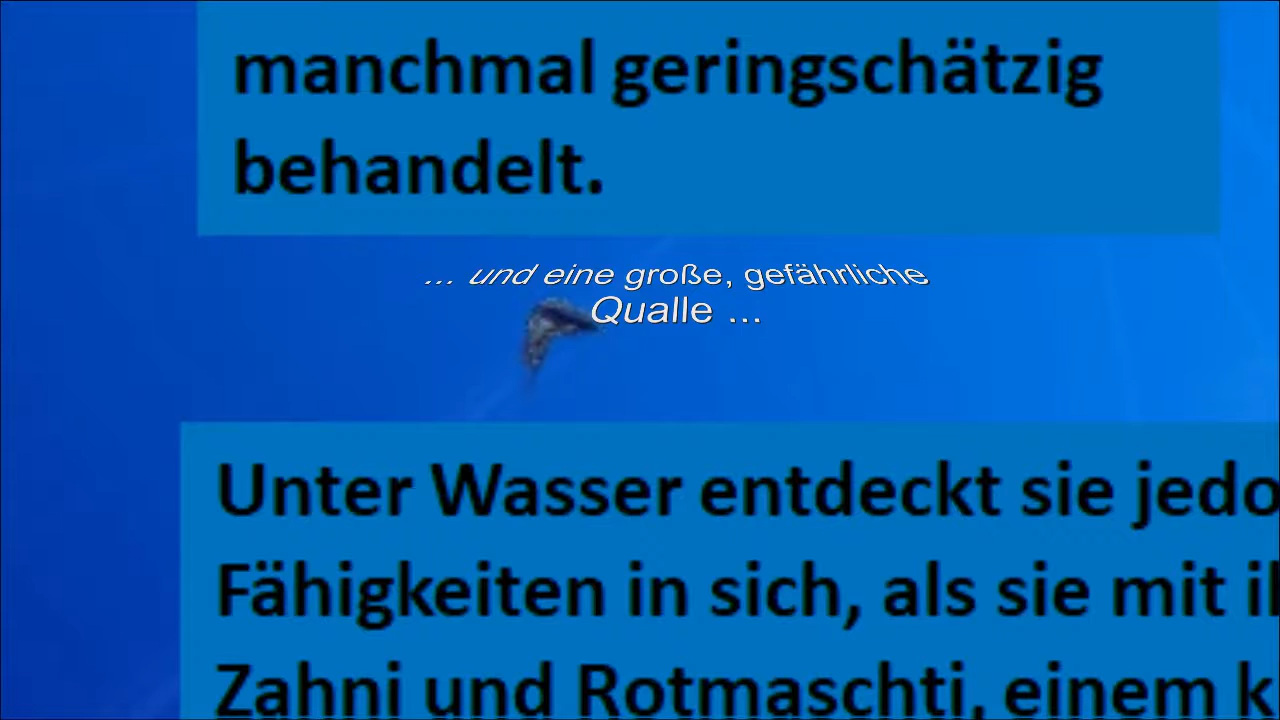 manchmal geringschätzig
behandelt.
... und eine große, gefährliche
Qualle ...
Unter Wasser entdeckt sie jedo
Fähigkeiten in sich, als sie mit
Zahni und Rotmaschti, einem k